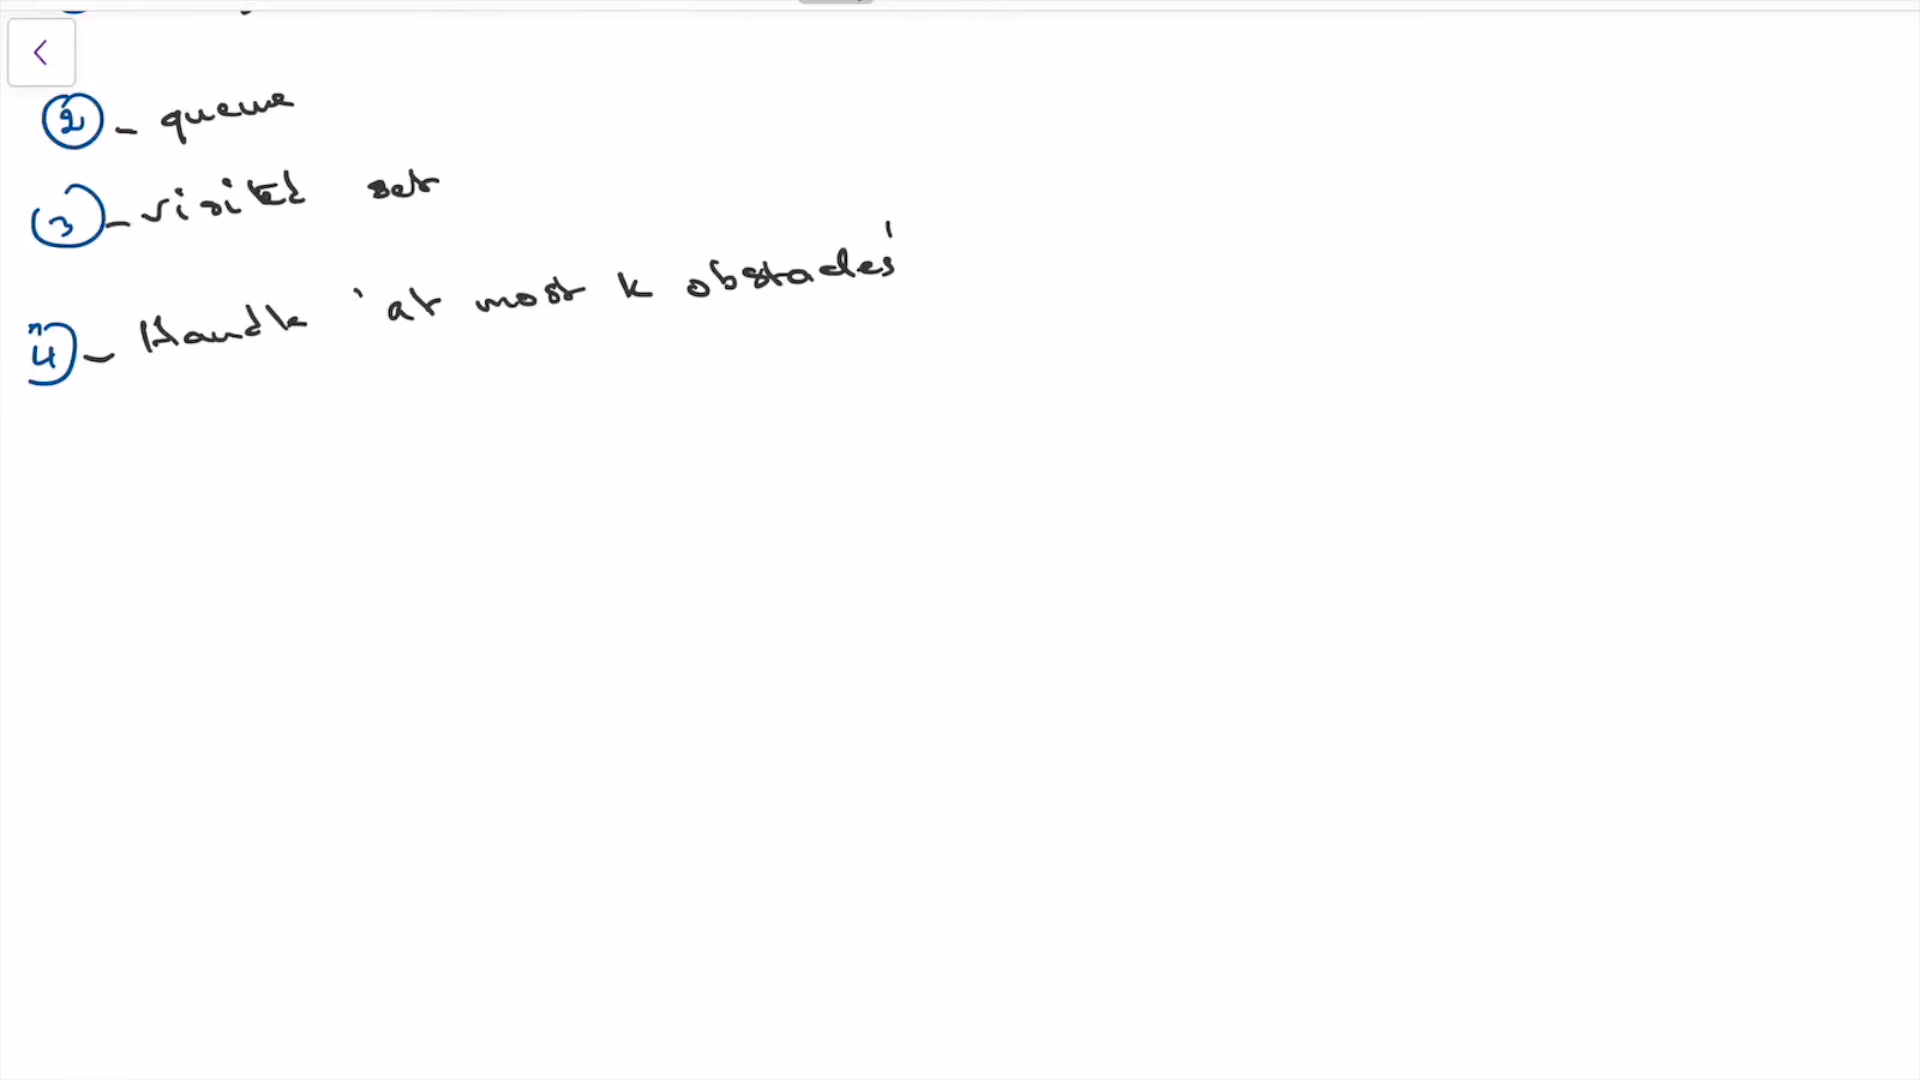 2 - queue
3 - visited set
4 - Handle 'at most k obstacles'